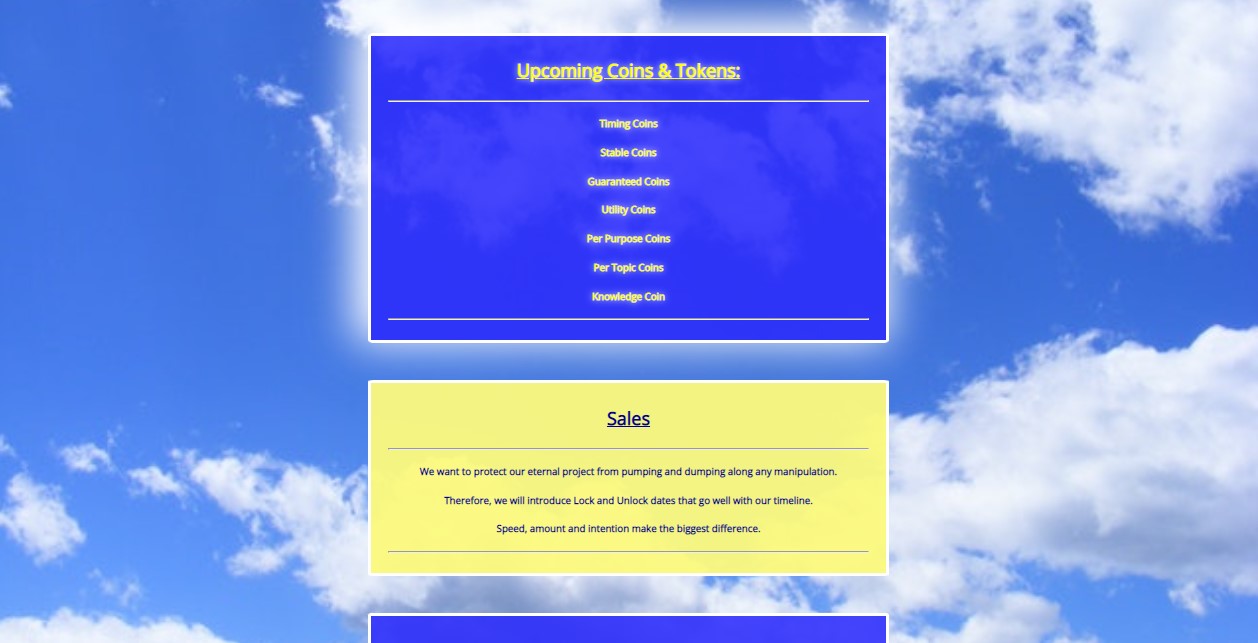 Upcoming Coins & Tokens:
Timing Coins
Stable Coins
Guaranteed Coins
Utility Coins
Per Purpose Coins
Per Topic Coins
Knowledge Coin
Sales
We want to protect our eternal project from pumping and dumping along any manipulation.
Therefore, we will introduce Lock and Unlock dates that go well with our timeline.
Speed, amount and intention make the biggest difference.